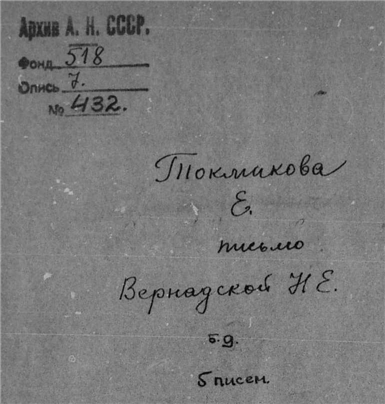 Архив А. Н. СССР.
Фонд 518
Опись 7.
№ 432.
Токмакова
Е.
письмо
Вернадской Н Е.
б.д.
5 писем.